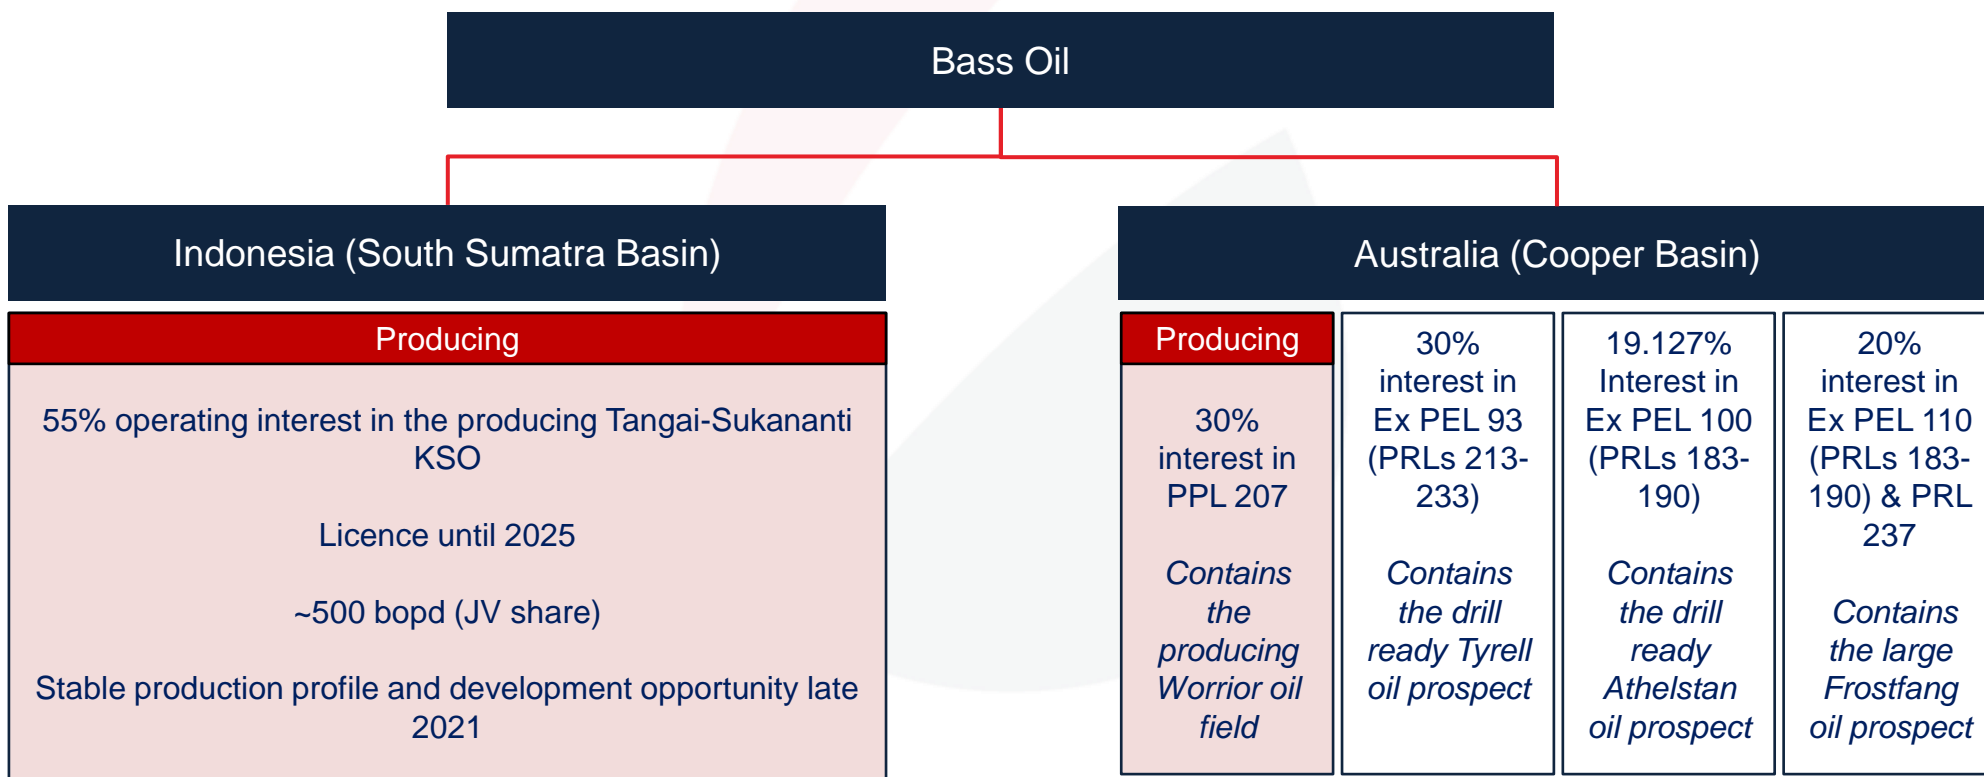 Bass Oil
Indonesia (South Sumatra Basin)
Producing
55% operating interest in the producing Tangai-Sukananti
KSO
Licence until 2025
~500 bopd (JV share)
Stable production profile and development opportunity late
2021
Australia (Cooper Basin)
Producing
30%
interest in
PPL 207
Contains
the
producing
Worrior oil
field
30%
interest in
Ex PEL 93
(PRLs 213-
233)
Contains
the drill
ready Tyrell
oil prospect
19.127%
Interest in
Ex PEL 100
(PRLs 183-
190)
Contains
the drill
ready
Athelstan
oil prospect
20%
interest in
Ex PEL 110
(PRLs 183-
190) & PRL
237
Contains
the large
Frostfang
oil prospect